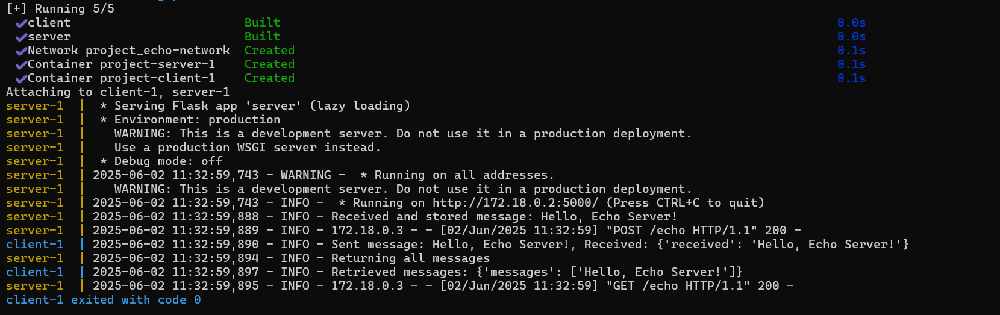 [+] Running 5/5
✔client Built 0.0s
✔server Built 0.0s
✔Network project_echo-network Created 0.1s
✔Container project-server-1 Created 0.1s
✔Container project-client-1 Created 0.1s
Attaching to client-1, server-1
server-1 | * Serving Flask app 'server' (lazy loading)
server-1 | * Environment: production
server-1 | WARNING: This is a development server. Do not use it in a production deployment.
server-1 | Use a production WSGI server instead.
server-1 | * Debug mode: off
server-1 | 2025-06-02 11:32:59,743 - WARNING - * Running on all addresses.
server-1 | WARNING: This is a development server. Do not use it in a production deployment.
server-1 | 2025-06-02 11:32:59,743 - INFO - * Running on http://172.18.0.2:5000/ (Press CTRL+C to quit)
server-1 | 2025-06-02 11:32:59,888 - INFO - Received and stored message: Hello, Echo Server!
server-1 | 2025-06-02 11:32:59,889 - INFO - 172.18.0.3 - - [02/Jun/2025 11:32:59] "POST /echo HTTP/1.1" 200 -
client-1 | 2025-06-02 11:32:59,890 - INFO - Sent message: Hello, Echo Server!, Received: {'received': 'Hello, Echo Server!'}
server-1 | 2025-06-02 11:32:59,894 - INFO - Returning all messages
client-1 | 2025-06-02 11:32:59,897 - INFO - Retrieved messages: {'messages': ['Hello, Echo Server!']}
server-1 | 2025-06-02 11:32:59,895 - INFO - 172.18.0.3 - - [02/Jun/2025 11:32:59] "GET /echo HTTP/1.1" 200 -
client-1 exited with code 0